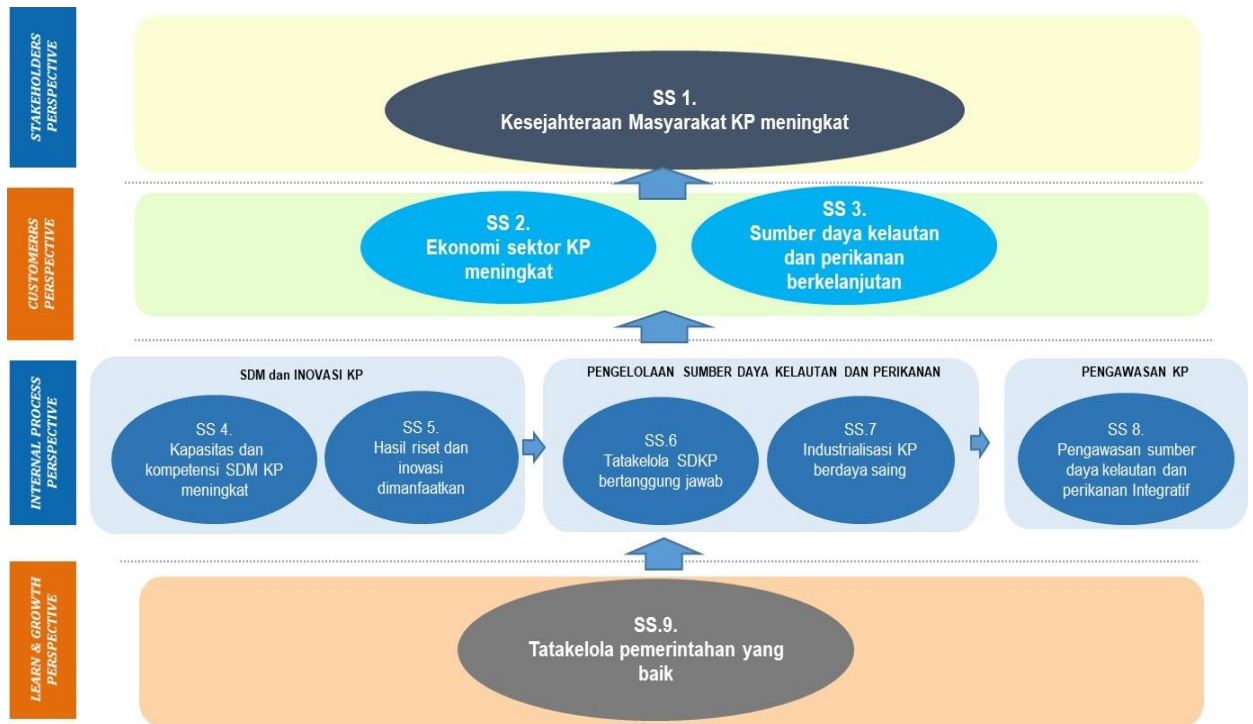 STAKEHOLDERS
PERSPECTIVE
SS 1.
Kesejahteraan Masyarakat KP meningkat
CUSTOMERRS
PERSPECTIVE
SS 2.
Ekonomi sektor KP
meningkat
SS 3.
Sumber daya kelautan
dan perikanan
berkelanjutan
INTERNAL PROCESS
PERSPECTIVE
SDM dan INOVASI KP
SS 4.
Kapasitas dan
kompetensi SDM KP
meningkat
SS 5.
Hasil riset dan
inovasi
dimanfaatkan
PENGELOLAAN SUMBER DAYA KELAUTAN DAN PERIKANAN
SS.6
Tatakelola SDKP
bertanggung jawab
SS.7
Industrialisasi KP
berdaya saing
PENGAWASAN KP
SS 8.
Pengawasan sumber
daya kelautan dan
perikanan Integratif
LEARN & GROWTH
PERSPECTIVE
SS.9.
Tatakelola pemerintahan yang
baik